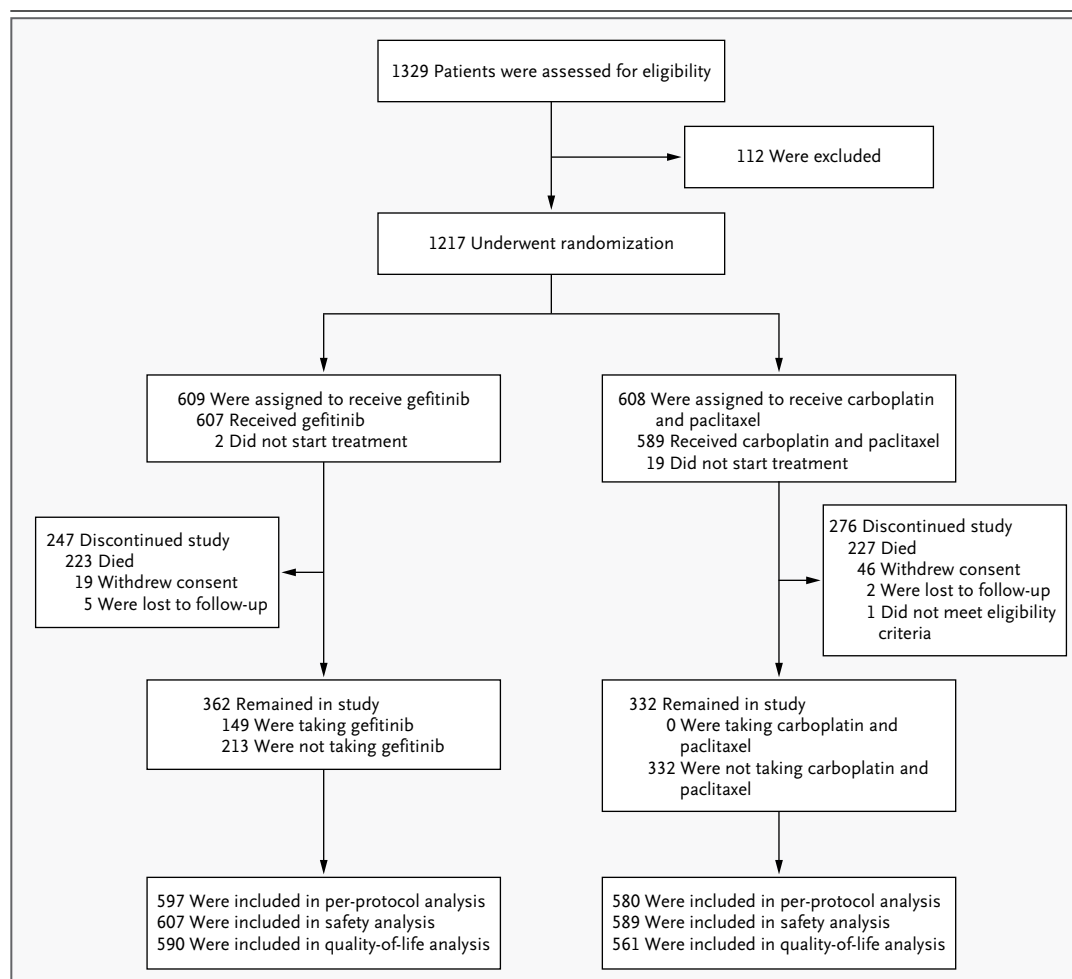 1329 Patients were assessed for eligibility
112 Were excluded
1217 Underwent randomization
609 Were assigned to receive gefitinib
607 Received gefitinib
2 Did not start treatment
608 Were assigned to receive carboplatin
and paclitaxel
589 Received carboplatin and paclitaxel
19 Did not start treatment
247 Discontinued study
223 Died
19 Withdrew consent
5 Were lost to follow-up
276 Discontinued study
227 Died
46 Withdrew consent
2 Were lost to follow-up
1 Did not meet eligibility
criteria
362 Remained in study
149 Were taking gefitinib
213 Were not taking gefitinib
332 Remained in study
0 Were taking carboplatin and
paclitaxel
332 Were not taking carboplatin and
paclitaxel
597 Were included in per-protocol analysis
607 Were included in safety analysis
590 Were included in quality-of-life analysis
580 Were included in per-protocol analysis
589 Were included in safety analysis
561 Were included in quality-of-life analysis